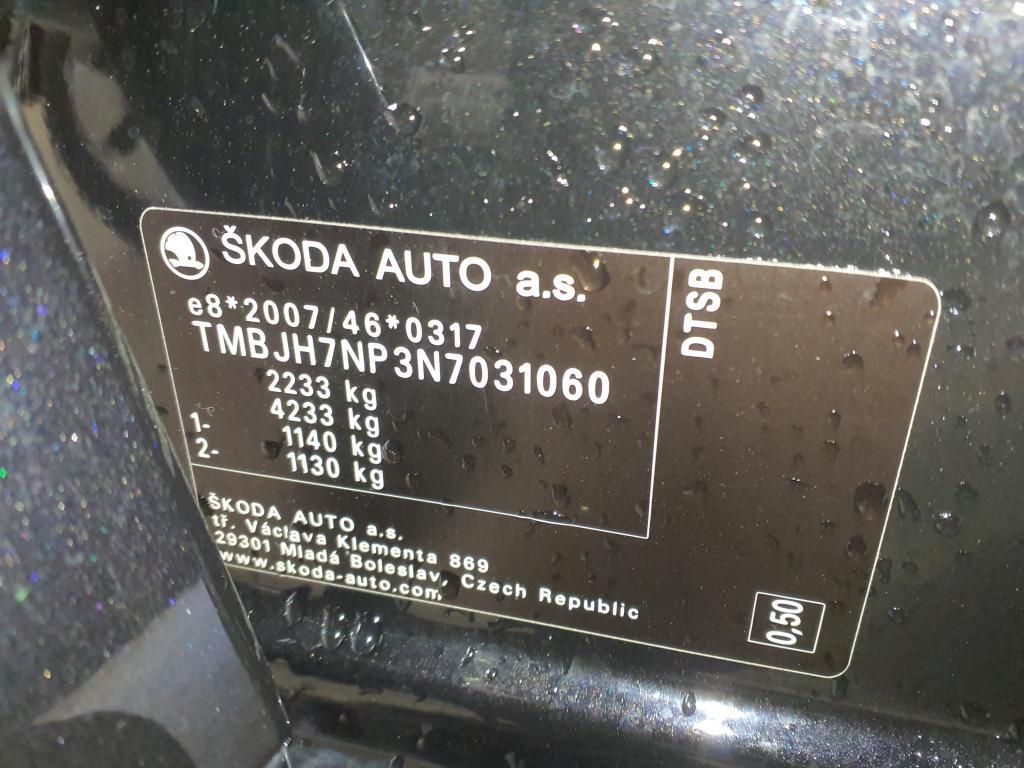 ŠKODA AUTO a.s.
e8*2007/46*0317
TMBJH7NP3N7031060
2233 kg
4233 kg
1- 1140 kg
2- 1130 kg
DTSB
ŠKODA AUTO a.s.
tř. Václava Klementa 869
29301 Mladá Boleslav, Czech Republic
www.skoda-auto.com
0,50